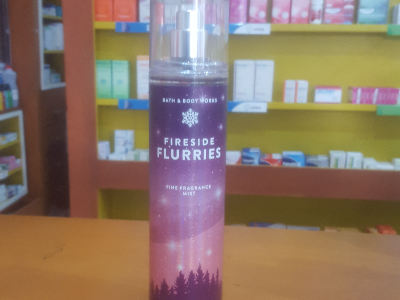 BATH & BODY WORKS
FIRESIDE
FLURRIES
FINE FRAGRANCE
MIST